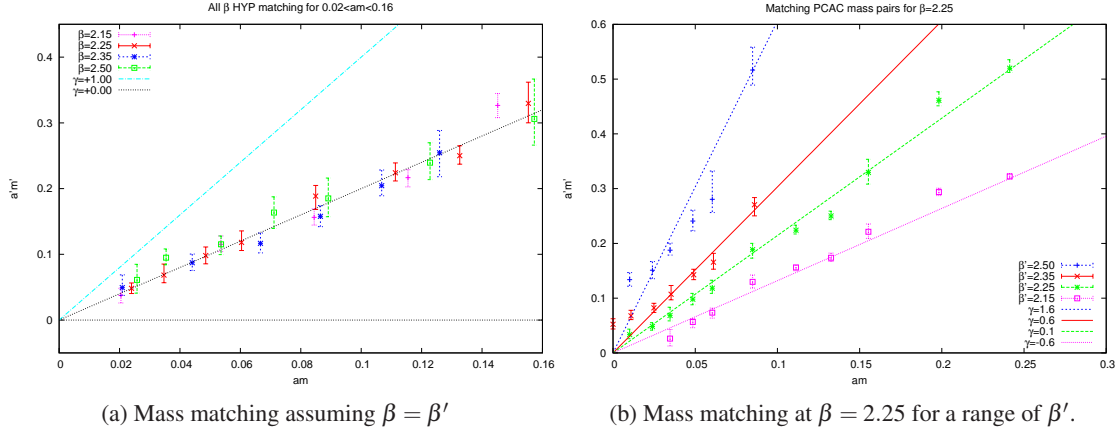 All β HYP matching for 0.02<am<0.16
β=2.15
β=2.25
β=2.35
β=2.50
γ=+1.00
γ=+0.00
a'm'
0.4
0.3
0.2
0.1
0
0 0.02 0.04 0.06 0.08 0.1 0.12 0.14 0.16
am
(a) Mass matching assuming β = β′
Matching PCAC mass pairs for β=2.25
a'm'
0.6
0.5
0.4
0.3
0.2
0.1
0
β'=2.50
β'=2.35
β'=2.25
β'=2.15
γ=1.6
γ=0.6
γ=0.1
γ=-0.6
0 0.05 0.1 0.15 0.2 0.25 0.3
am
(b) Mass matching at β = 2.25 for a range of β′.